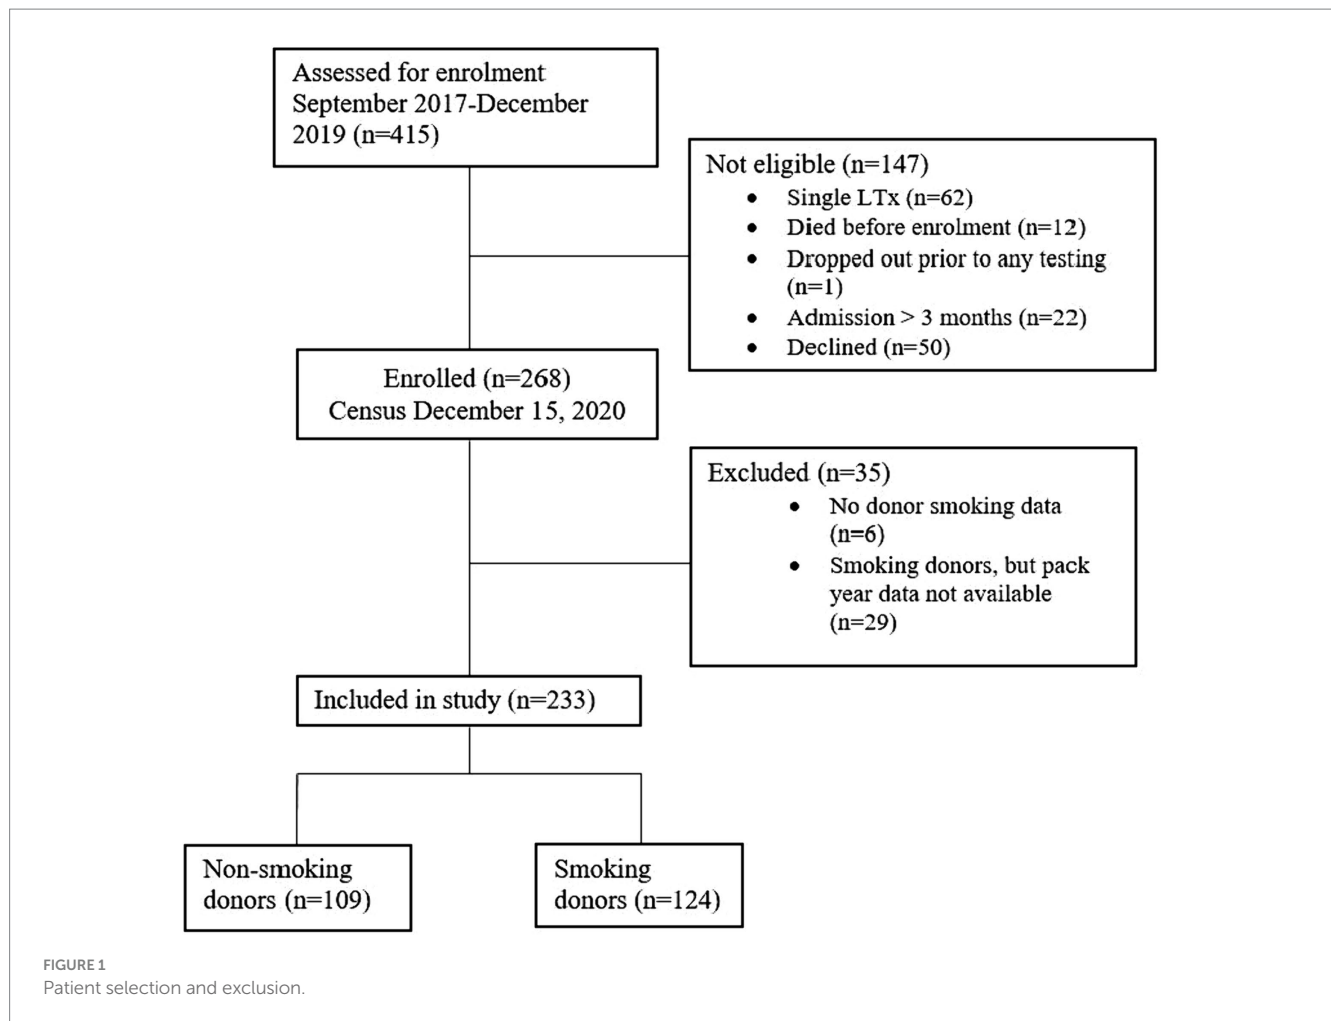 Assessed for enrolment
September 2017-December
2019 (n=415)
Not eligible (n=147)
• Single LTx (n=62)
• Died before enrolment (n=12)
• Dropped out prior to any testing
(n=1)
• Admission > 3 months (n=22)
• Declined (n=50)
Enrolled (n=268)
Census December 15, 2020
Excluded (n=35)
• No donor smoking data
(n=6)
• Smoking donors, but pack
year data not available
(n=29)
Included in study (n=233)
Non-smoking
donors (n=109)
Smoking
donors (n=124)
FIGURE 1
Patient selection and exclusion.